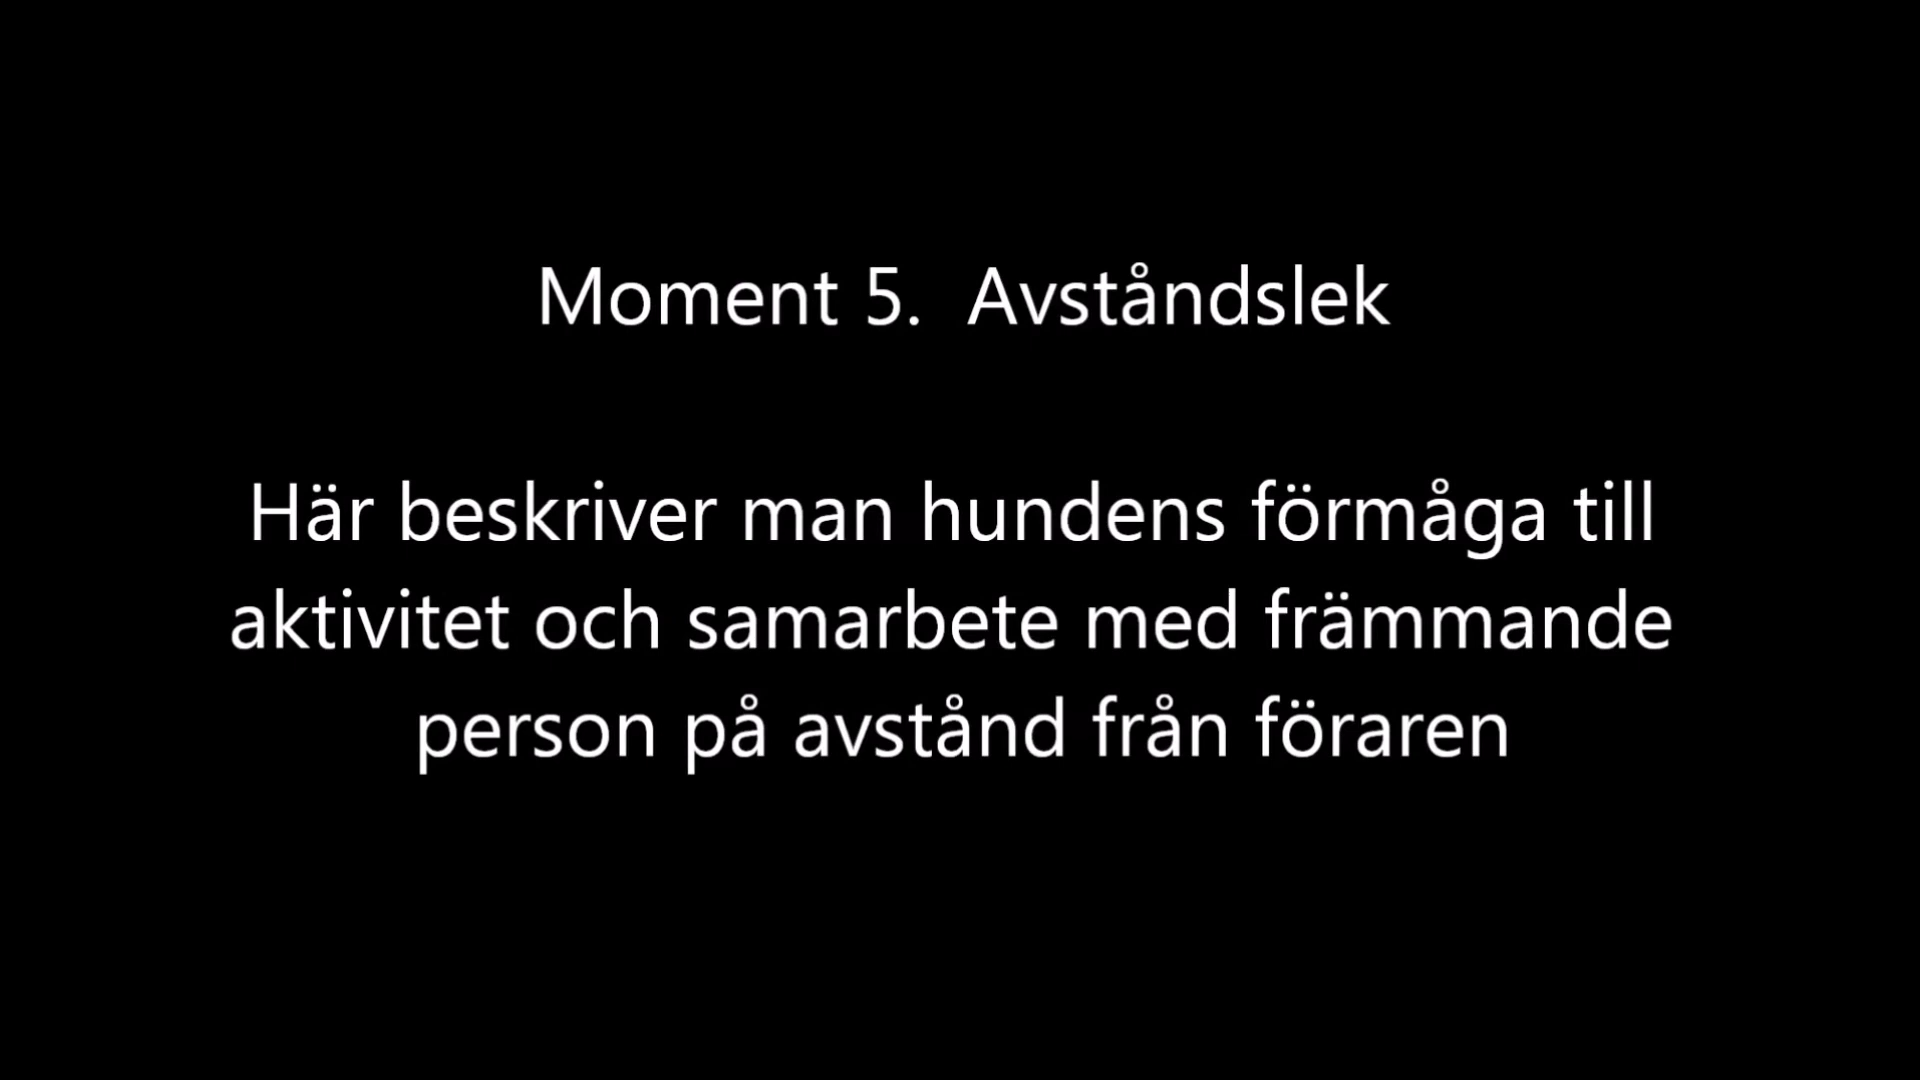 Moment 5.  Avståndslek
Här beskriver man hundens förmåga till
aktivitet och samarbete med främmande
person på avstånd från föraren